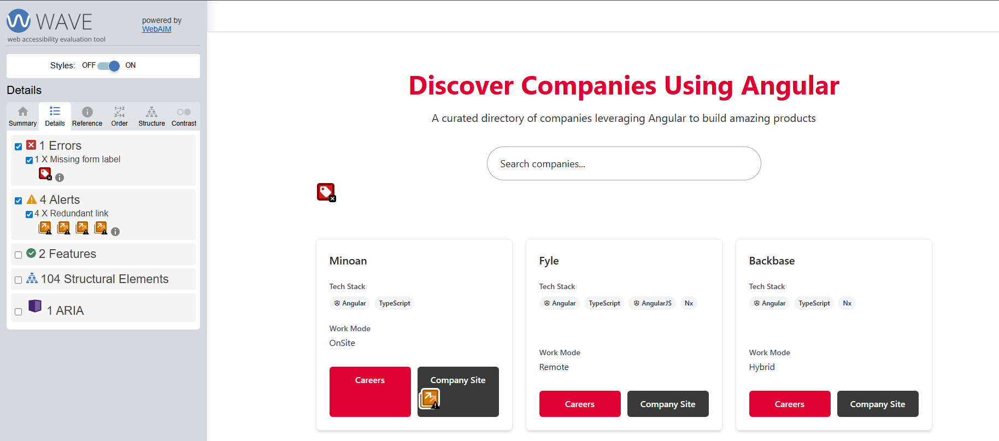 WAVE
powered by
WebAIM
web accessibility evaluation tool
Styles: OFF ON
Details
Summary Details Reference Order Structure Contrast
1 Errors
1 X Missing form label
4 Alerts
4 X Redundant link
2 Features
104 Structural Elements
1 ARIA
Discover Companies Using Angular
A curated directory of companies leveraging Angular to build amazing products
Search companies...
Minoan
Tech Stack
Angular TypeScript
Work Mode
OnSite
Careers Company Site
Fyle
Tech Stack
Angular TypeScript AngularJS Nx
Work Mode
Remote
Careers Company Site
Backbase
Tech Stack
Angular TypeScript Nx
Work Mode
Hybrid
Careers Company Site